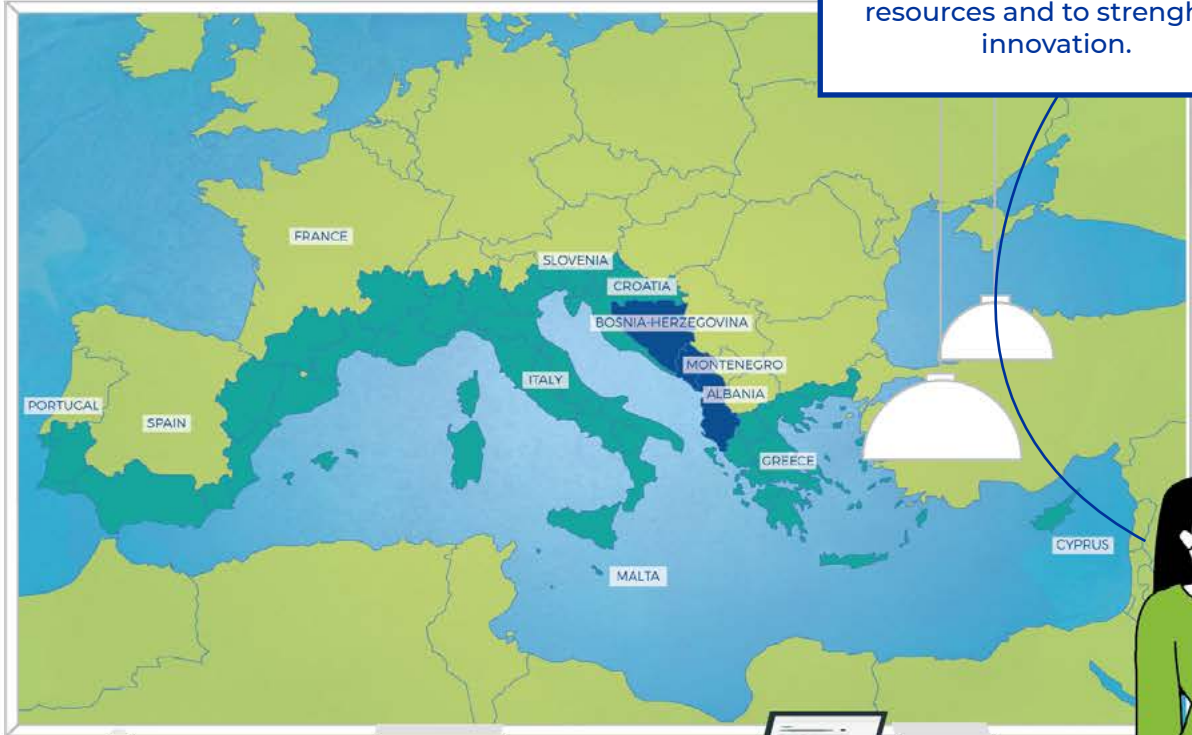 resources and to strengh
innovation.
FRANCE
SLOVENIA
CROATIA
BOSNIA-HERZEGOVINA
MONTENEGRO
ITALY
ALBANIA
PORTUGAL
SPAIN
GREECE
CYPRUS
MALTA